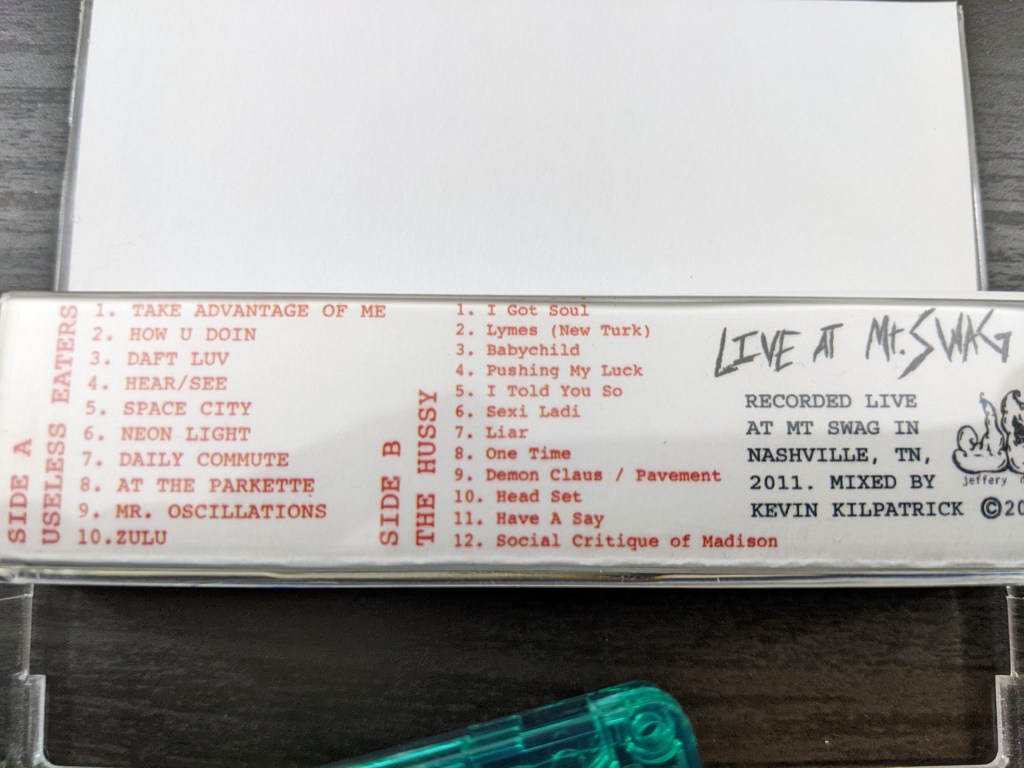 SIDE A
USELESS EATERS
1. TAKE ADVANTAGE OF ME
2. HOW U DOIN
3. DAFT LUV
4. HEAR/SEE
5. SPACE CITY
6. NEON LIGHT
7. DAILY COMMUTE
8. AT THE PARKETTE
9. MR. OSCILLATIONS
10.ZULU
SIDE B
THE HUSSY
1. I Got Soul
2. Lymes (New Turk)
3. Babychild
4. Pushing My Luck
5. I Told You So
6. Sexi Ladi
7. Liar
8. One Time
9. Demon Claus / Pavement
10. Head Set
11. Have A Say
12. Social Critique of Madison
LIVE AT Mt. SWAG
RECORDED LIVE
AT MT SWAG IN
NASHVILLE, TN,
2011. MIXED BY
KEVIN KILPATRICK ©
jeffery